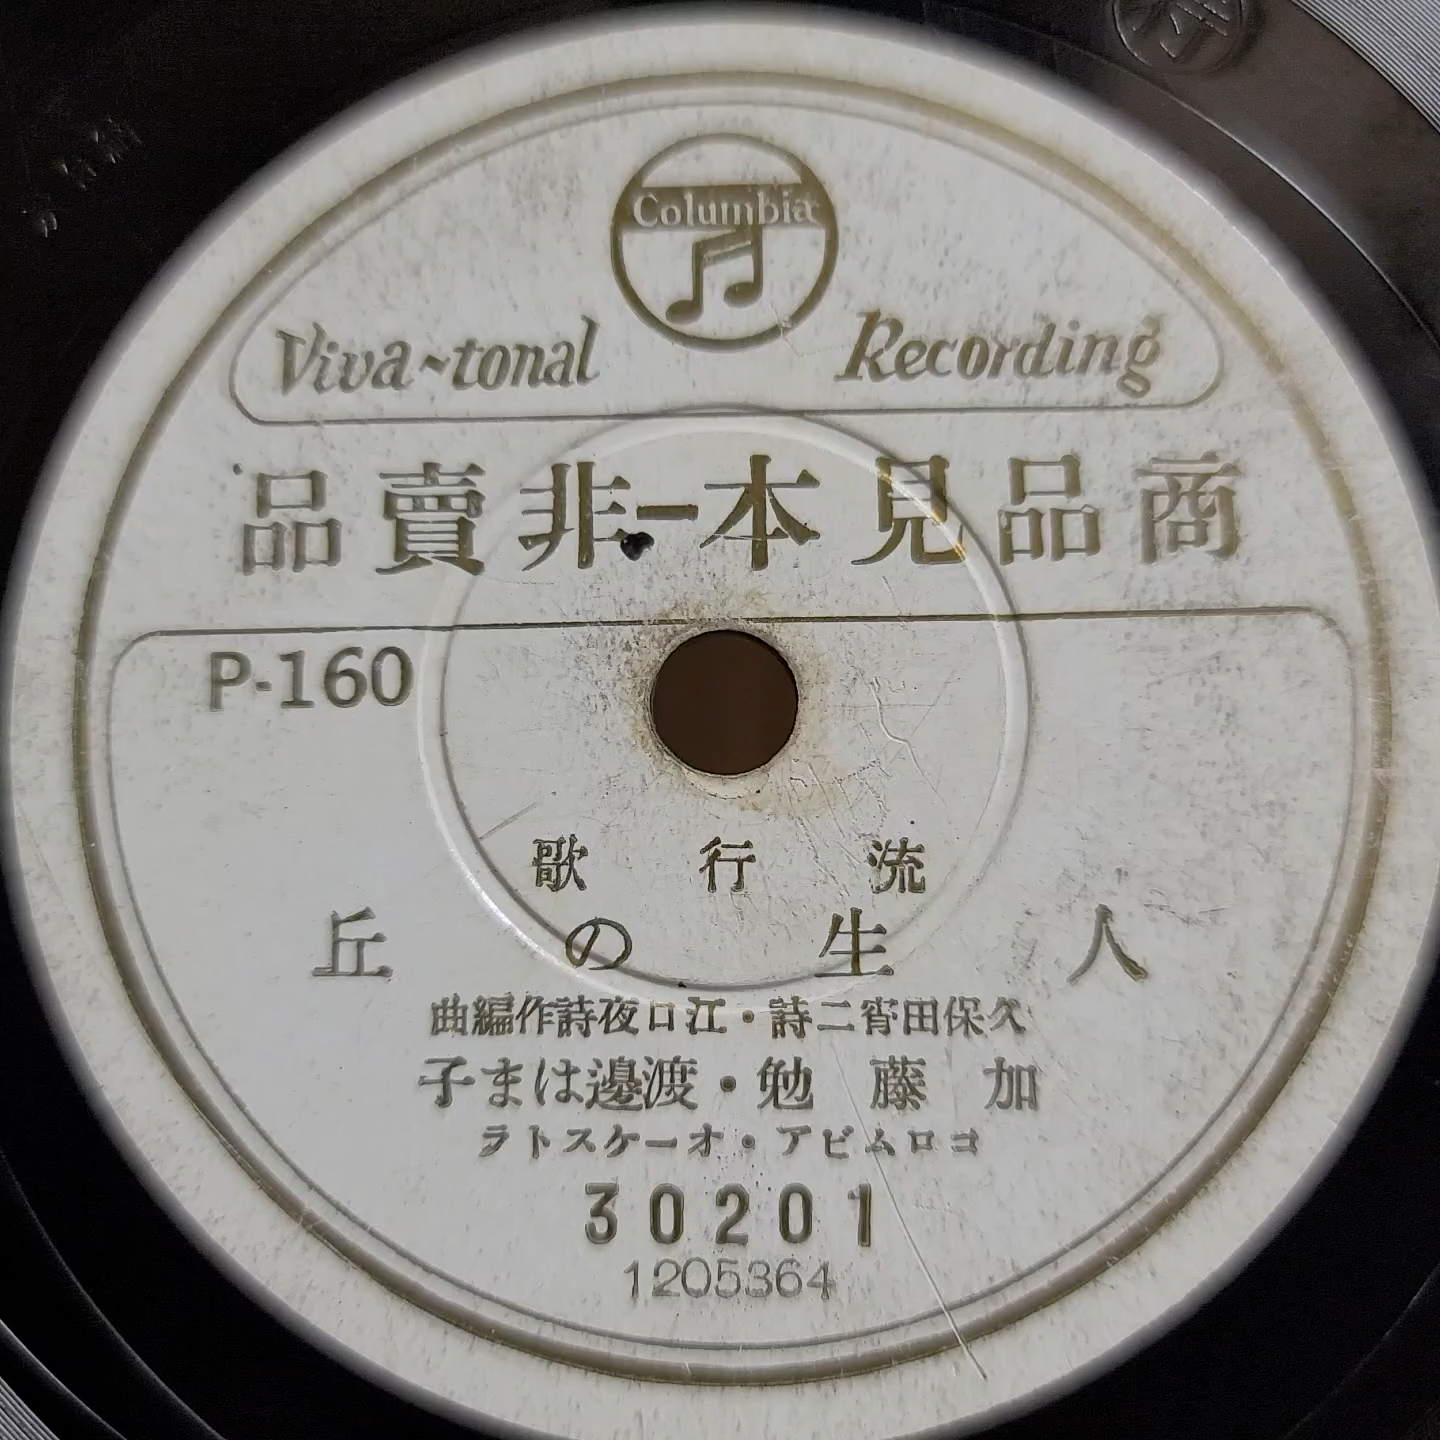 Columbia
Viva-tonal Recording
商品見本-非賣品
P-160
流行歌
人生の丘
久保田宵二詩・江口夜詩作編曲
加藤勉・渡邊はま子
コロムビア・オーケストラ
30201
1205364